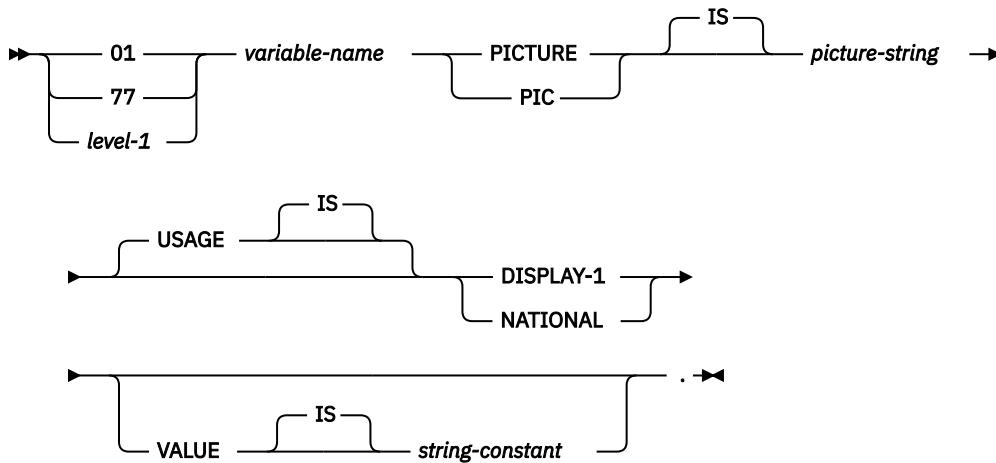 IS
01 variable-name PICTURE picture-string
77 PIC
level-1
IS
USAGE
DISPLAY-1
NATIONAL
.
IS
VALUE string-constant